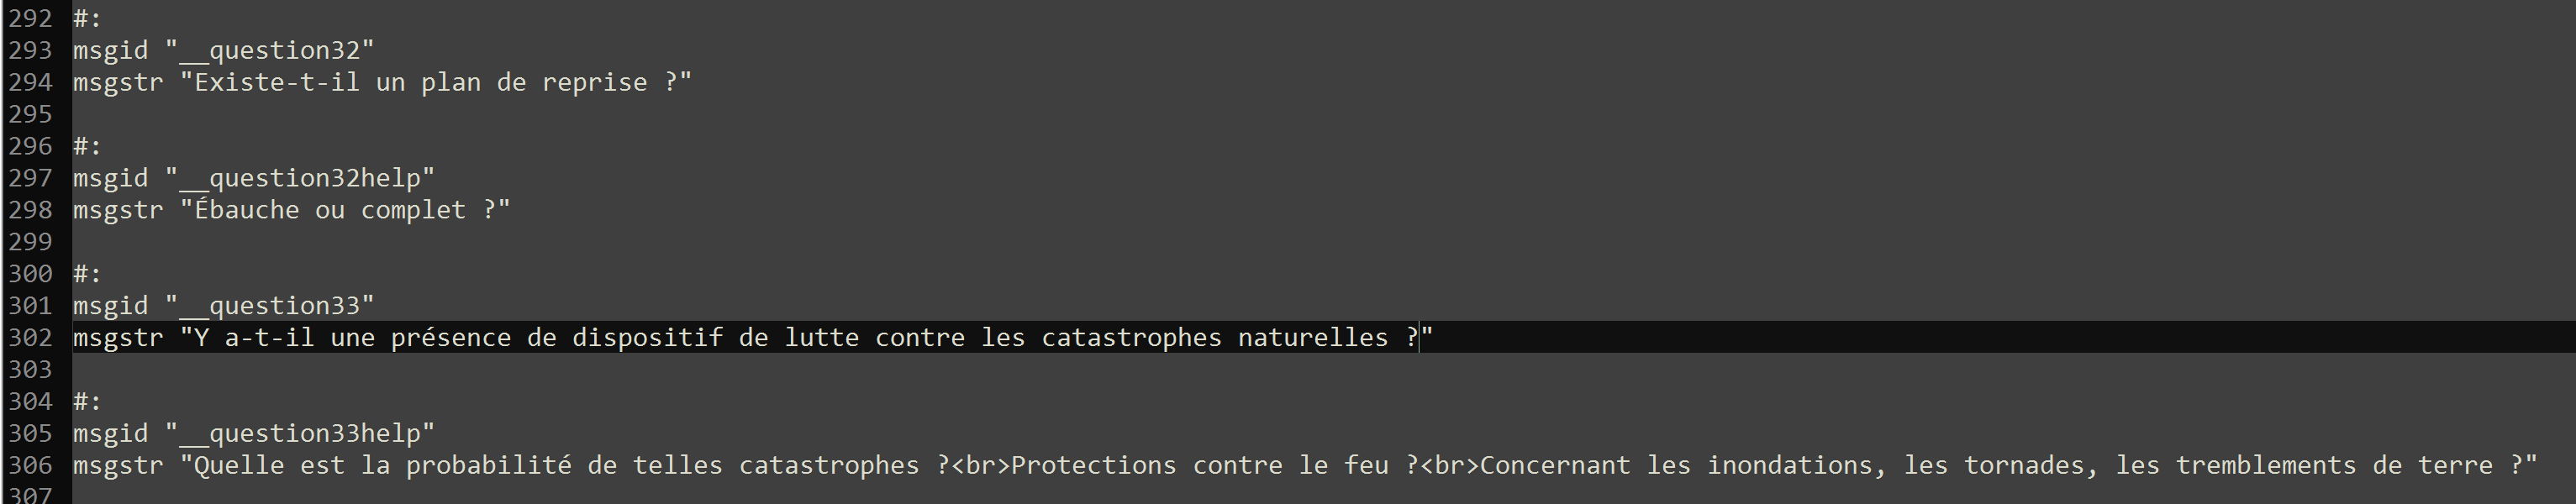 292 #:
293 msgid "__question32"
294 msgstr "Existe-t-il un plan de reprise ?"
295
296 #:
297 msgid "__question32help"
298 msgstr "Ébauche ou complet ?"
299
300 #:
301 msgid "__question33"
302 msgstr "Y a-t-il une présence de dispositif de lutte contre les catastrophes naturelles ?"
303
304 #:
305 msgid "__question33help"
306 msgstr "Quelle est la probabilité de telles catastrophes ?<br>Protections contre le feu ?<br>Concernant les inondations, les tornades, les tremblements de terre ?"
307